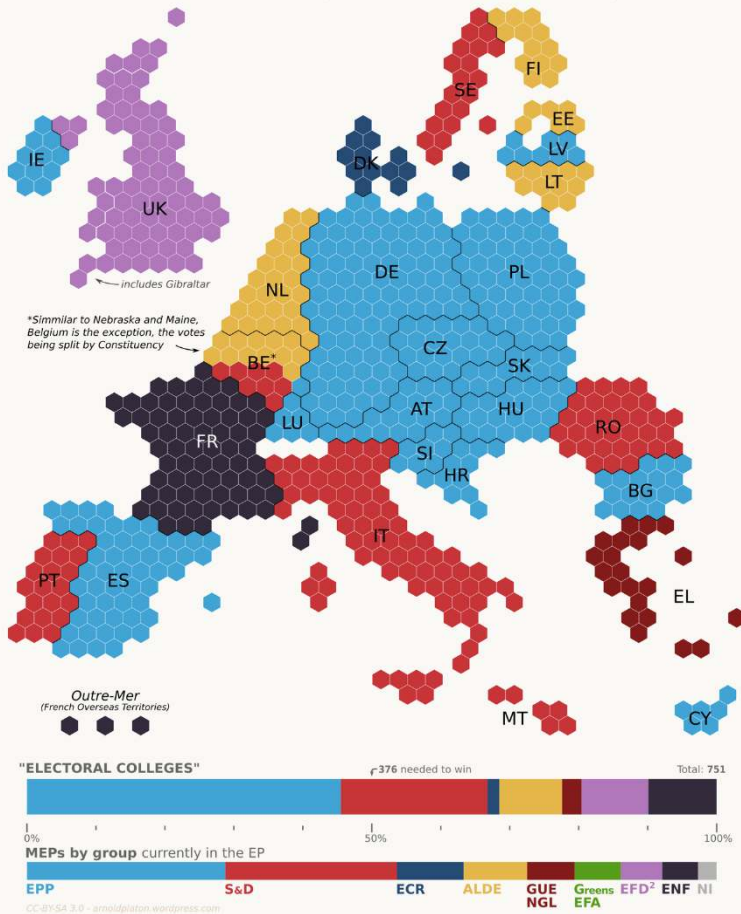 FI
SE
EE
IE
DK
LV
LT
UK
DE
PL
includes Gibraltar
NL
*Simmilar to Nebraska and Maine,
Belgium is the exception, the votes
being split by Constituency
CZ
BE*
SK
LU
AT
HU
FR
RO
SI
HR
BG
IT
PT
ES
EL
Outre-Mer
(French Overseas Territories)
MT
CY
"ELECTORAL COLLEGES"
376 needed to win
Total: 751
0%
50%
100%
MEPs by group currently in the EP
EPP
S&D
ECR
ALDE
GUE
NGL
Greens
EFA
EFD²
ENF
NI
CC-BY-SA 3.0 - arnoldplaton.wordpress.com